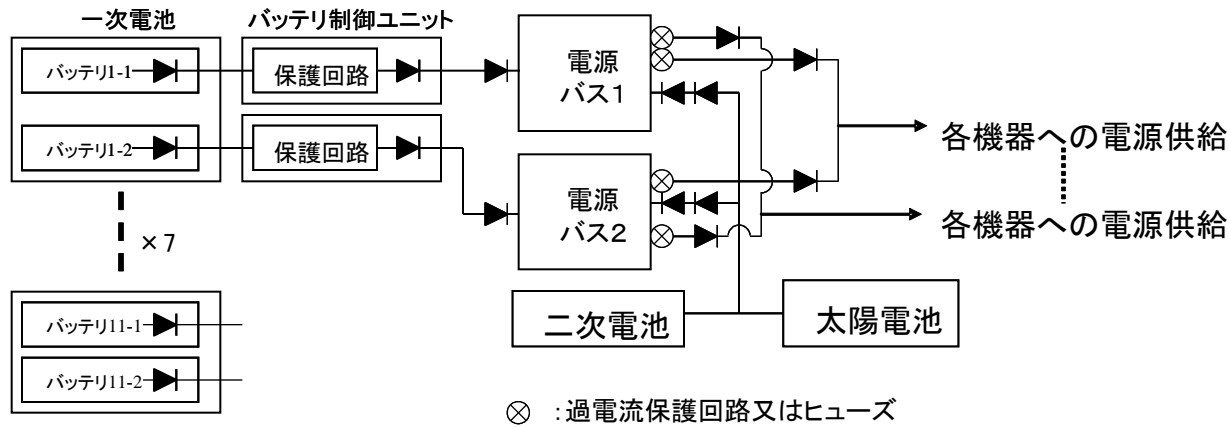 一次電池
バッテリ制御ユニット
バッテリ1-1
保護回路
電源
バス1
バッテリ1-2
保護回路
電源
バス2
各機器への電源供給
各機器への電源供給
×7
バッテリ11-1
バッテリ11-2
二次電池
太陽電池
:過電流保護回路又はヒューズ